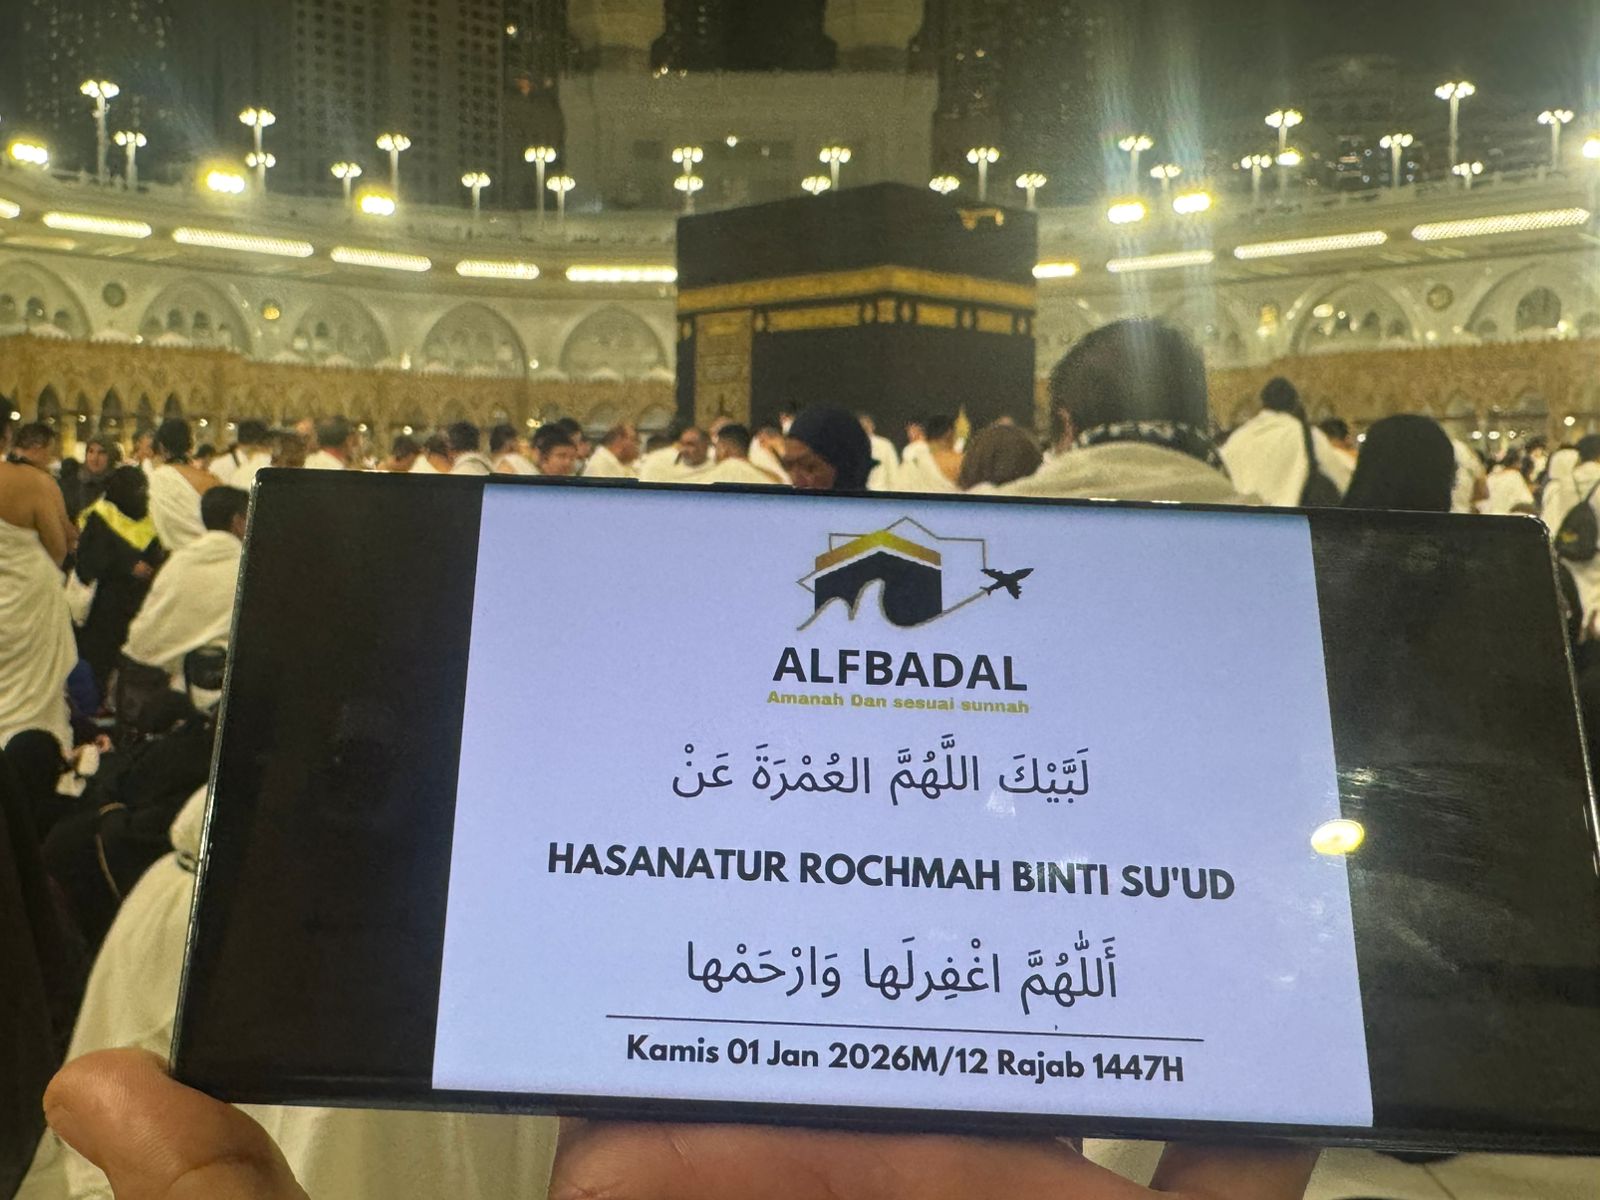 ALFBADAL
Amanah Dan sesuai sunnah
لَبَّيْكَ اللَّهُمَّ العُمْرَةَ عَنْ
HASANATUR ROCHMAH BINTI SU'UD
أَللّٰهُمَّ اغْفِرلَها وَارْحَمْها
Kamis 01 Jan 2026M/12 Rajab 1447H